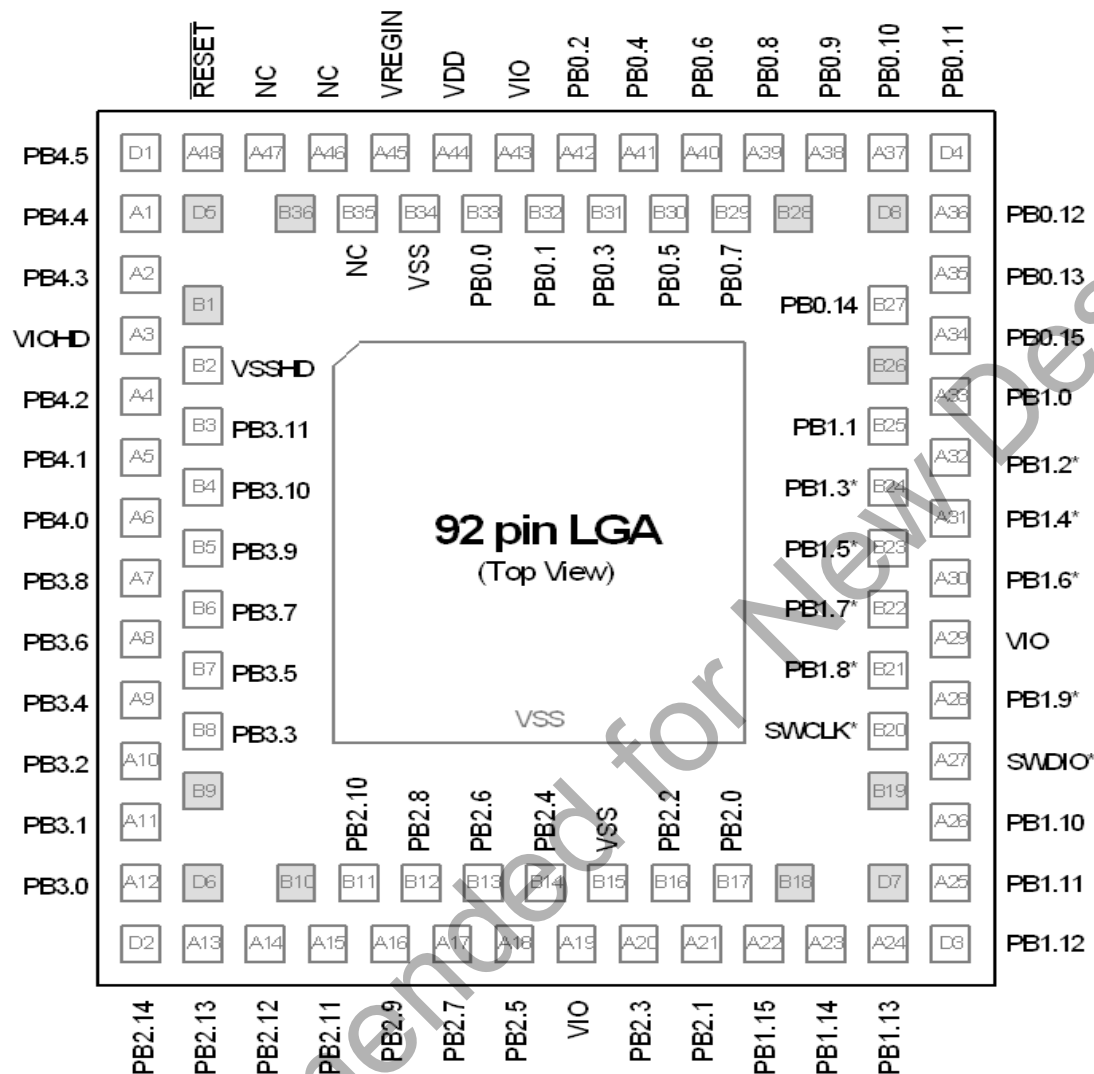 RESET NC NC VREGIN VDD VIO PB0.2 PB0.4 PB0.6 PB0.8 PB0.9 PB0.10 PB0.11
PB4.5 D1 A48 A47 A46 A45 A44 A43 A42 A41 A40 A39 A38 A37 D4
PB4.4 A1 D5 B36 B35 B34 B33 B32 B31 B30 B29 B28 D8 A36 PB0.12
NC VSS PB0.0 PB0.1 PB0.3 PB0.5 PB0.7
PB4.3 A2 A35 PB0.13
B1 PB0.14 B27
VIOHD A3 A34 PB0.15
B2 VSSHD B26
PB4.2 A4 A33 PB1.0
B3 PB3.11 PB1.1 B25
PB4.1 A5 A32 PB1.2*
B4 PB3.10 PB1.3* B24
PB4.0 A6 A31 PB1.4*
92 pin LGA
(Top View)
B5 PB3.9 PB1.5* B23
PB3.8 A7 A30 PB1.6*
B6 PB3.7 PB1.7* B22
PB3.6 A8 A29 VIO
B7 PB3.5 PB1.8* B21
PB3.4 A9 A28 PB1.9*
VSS
B8 PB3.3 SWCLK* B20
PB3.2 A10 A27 SWDIO*
B9 B19
PB3.1 A11 A26 PB1.10
PB2.10 PB2.8 PB2.6 PB2.4 VSS PB2.2 PB2.0
PB3.0 A12 D6 B10 B11 B12 B13 B14 B15 B16 B17 B18 D7 A25 PB1.11
D2 A13 A14 A15 A16 A17 A18 A19 A20 A21 A22 A23 A24 D3 PB1.12
PB2.14 PB2.13 PB2.12 PB2.11 PB2.9 PB2.7 PB2.5 VIO PB2.3 PB2.1 PB1.15 PB1.14 PB1.13
ended for New Des